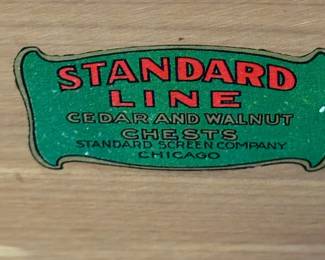 STANDARD
LINE
CEDAR AND WALNUT
CHESTS
STANDARD SCREEN COMPANY
CHICAGO